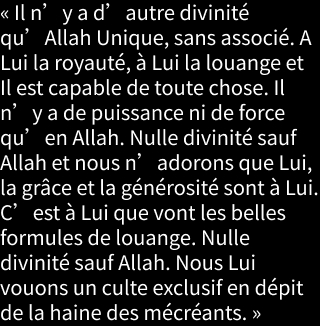 « Il n’y a d’autre divinité
qu’Allah Unique, sans associé. A
Lui la royauté, à Lui la louange et
Il est capable de toute chose. Il
n’y a de puissance ni de force
qu’en Allah. Nulle divinité sauf
Allah et nous n’adorons que Lui,
la grâce et la générosité sont à Lui.
C’est à Lui que vont les belles
formules de louange. Nulle
divinité sauf Allah. Nous Lui
vouons un culte exclusif en dépit
de la haine des mécréants. »